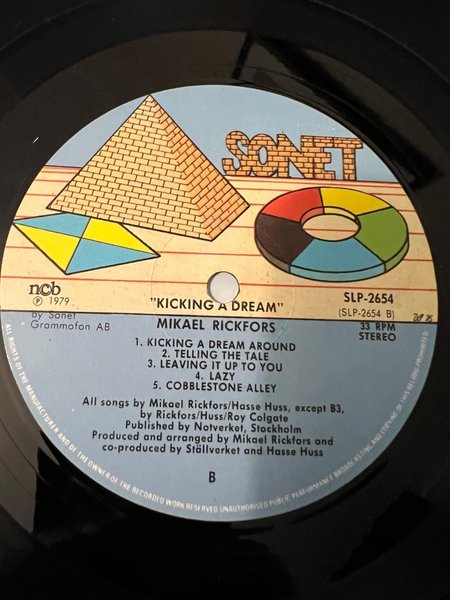 SONET
ncb
℗ 1979
by Sonet
Grammofon AB
"KICKING A DREAM"
SLP-2654
(SLP-2654 B)
MIKAEL RICKFORS
33 RPM
STEREO
1. KICKING A DREAM AROUND
2. TELLING THE TALE
3. LEAVING IT UP TO YOU
4. LAZY
5. COBBLESTONE ALLEY
All songs by Mikael Rickfors/Hasse Huss, except B3,
by Rickfors/Huss/Roy Colgate
Published by Notverket, Stockholm
Produced and arranged by Mikael Rickfors and
co-produced by Ställverket and Hasse Huss
B
ALL RIGHTS OF THE MANUFACTURER AND OF THE OWNER OF THE RECORDED WORK RESERVED UNAUTHORISED PUBLIC PERFORMANCE BROADCASTING AND COPYING OF THIS RECORD PROHIBITED